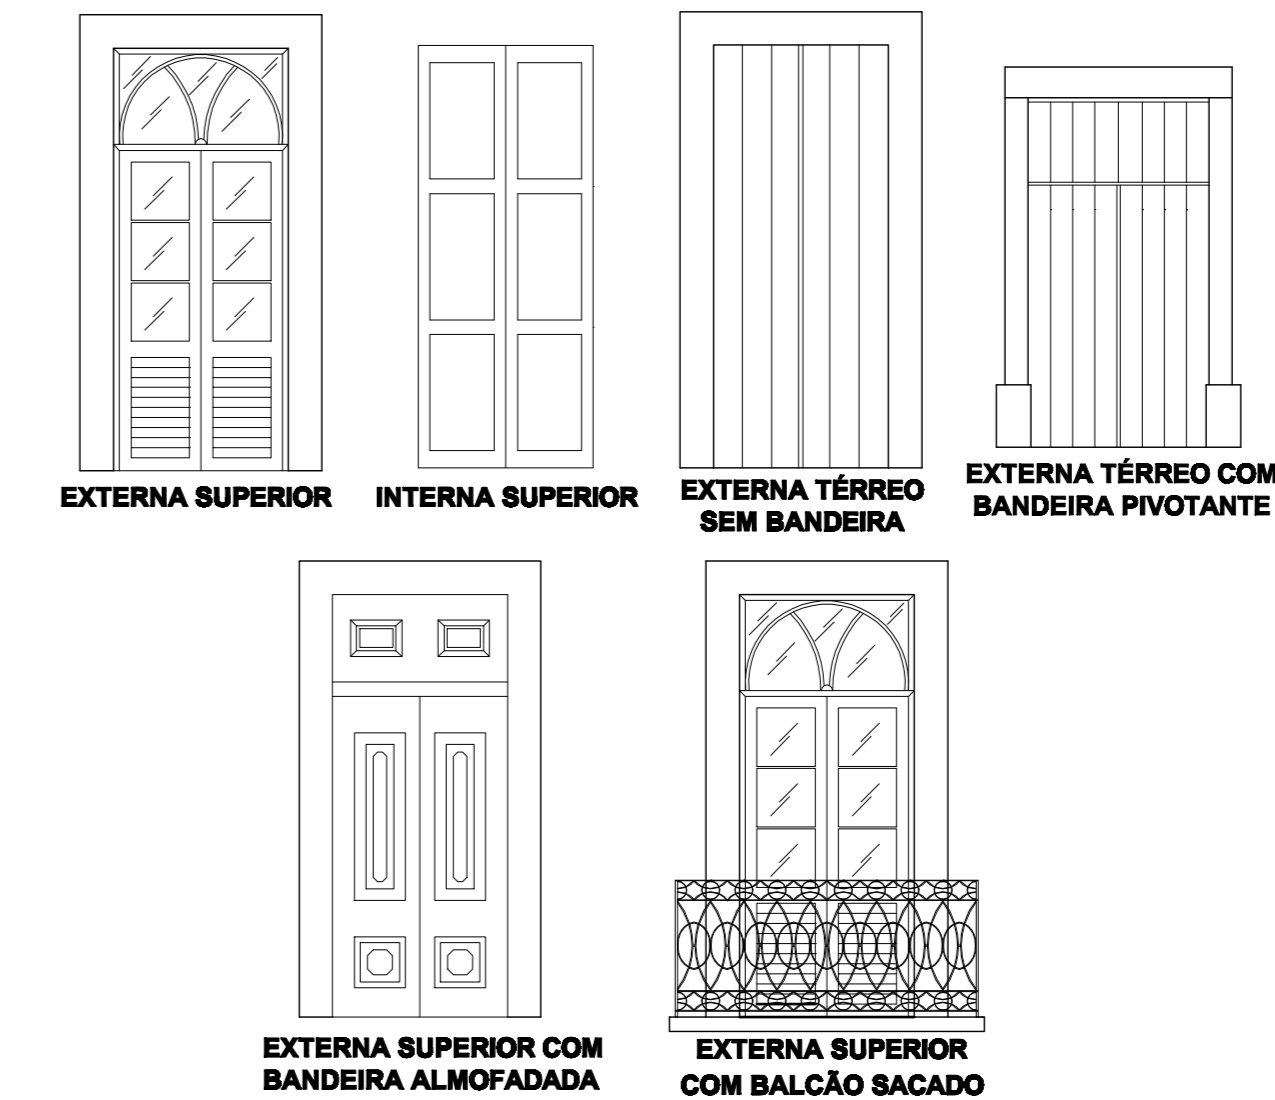 EXTERNA SUPERIOR
INTERNA SUPERIOR
EXTERNA TÉRREO
SEM BANDEIRA
EXTERNA TÉRREO COM
BANDEIRA PIVOTANTE
EXTERNA SUPERIOR COM
BANDEIRA ALMOFADADA
EXTERNA SUPERIOR
COM BALCÃO SACADO